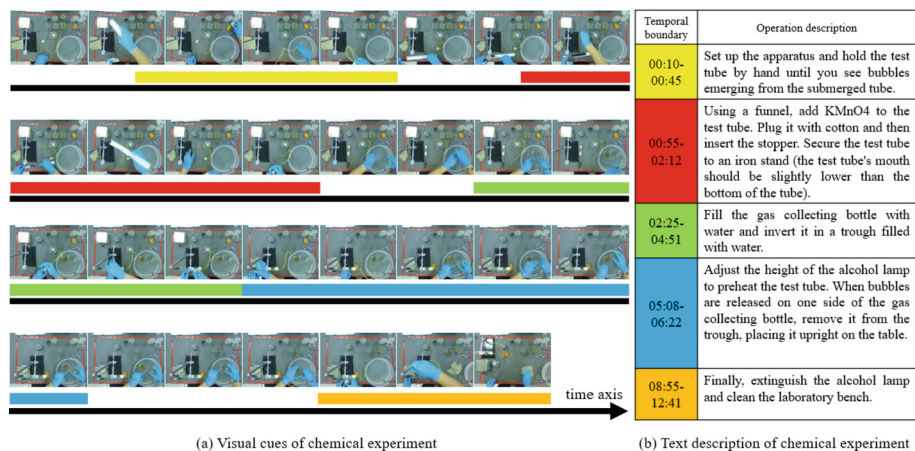 Temporal boundary
Operation description
00:10-
00:45
Set up the apparatus and hold the test
tube by hand until you see bubbles
emerging from the submerged tube.
00:55-
02:12
Using a funnel, add KMnO4 to the
test tube. Plug it with cotton and then
insert the stopper. Secure the test tube
to an iron stand (the test tube's mouth
should be slightly lower than the
bottom of the tube).
02:25-
04:51
Fill the gas collecting bottle with
water and invert it in a trough filled
with water.
05:08-
06:22
Adjust the height of the alcohol lamp
to preheat the test tube. When bubbles
are released on one side of the gas
collecting bottle, remove it from the
trough, placing it upright on the table.
08:55-
12:41
Finally, extinguish the alcohol lamp
and clean the laboratory bench.
time axis
(a) Visual cues of chemical experiment
(b) Text description of chemical experiment